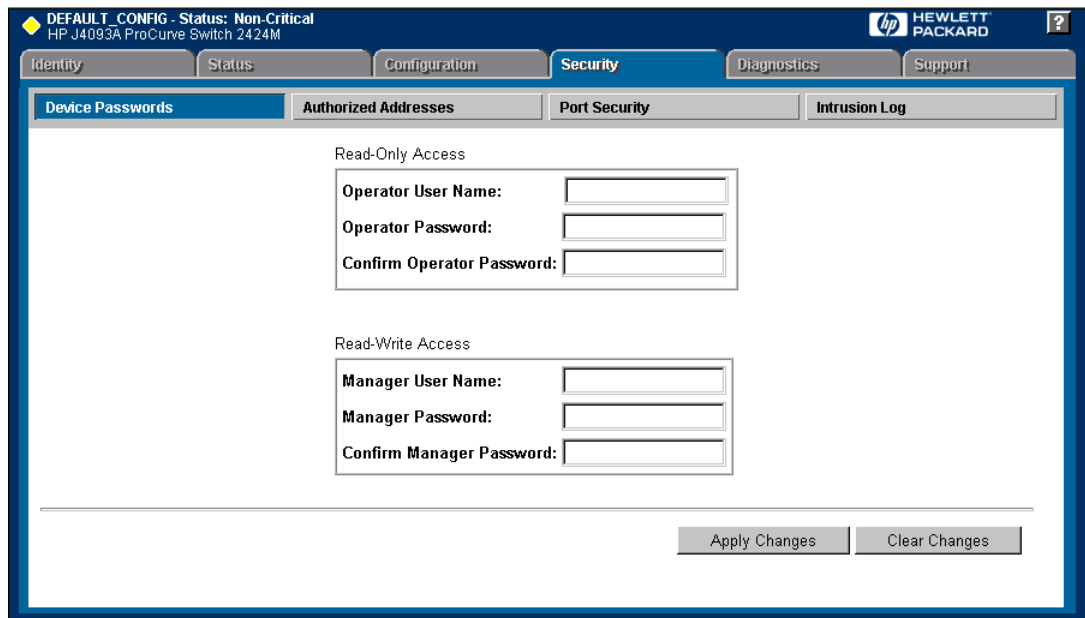 DEFAULT_CONFIG - Status: Non-Critical
HP J4093A ProCurve Switch 2424M
hp HEWLETT PACKARD
?
Identity Status Configuration Security Diagnostics Support
Device Passwords Authorized Addresses Port Security Intrusion Log
Read-Only Access
Operator User Name:
Operator Password:
Confirm Operator Password:
Read-Write Access
Manager User Name:
Manager Password:
Confirm Manager Password:
Apply Changes Clear Changes